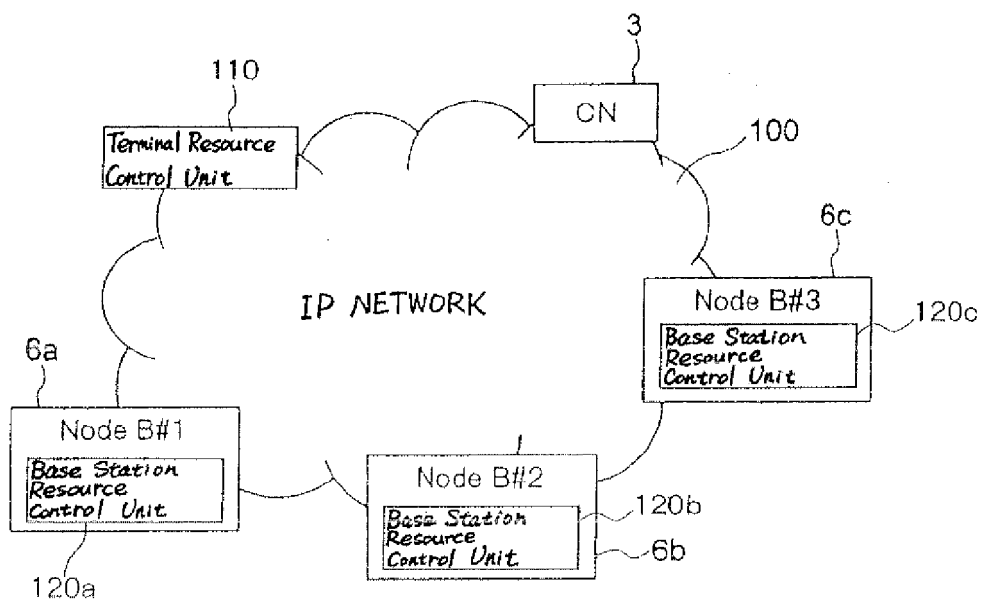 3
110
CN
Terminal Resource
Control Unit
100
6c
IP NETWORK
Node B#3
120c
Base Station
Resource
Control Unit
6a
Node B#1
Base Station
Resource
Control Unit
Node B#2
120b
Base Station
Resource
Control Unit
6b
120a